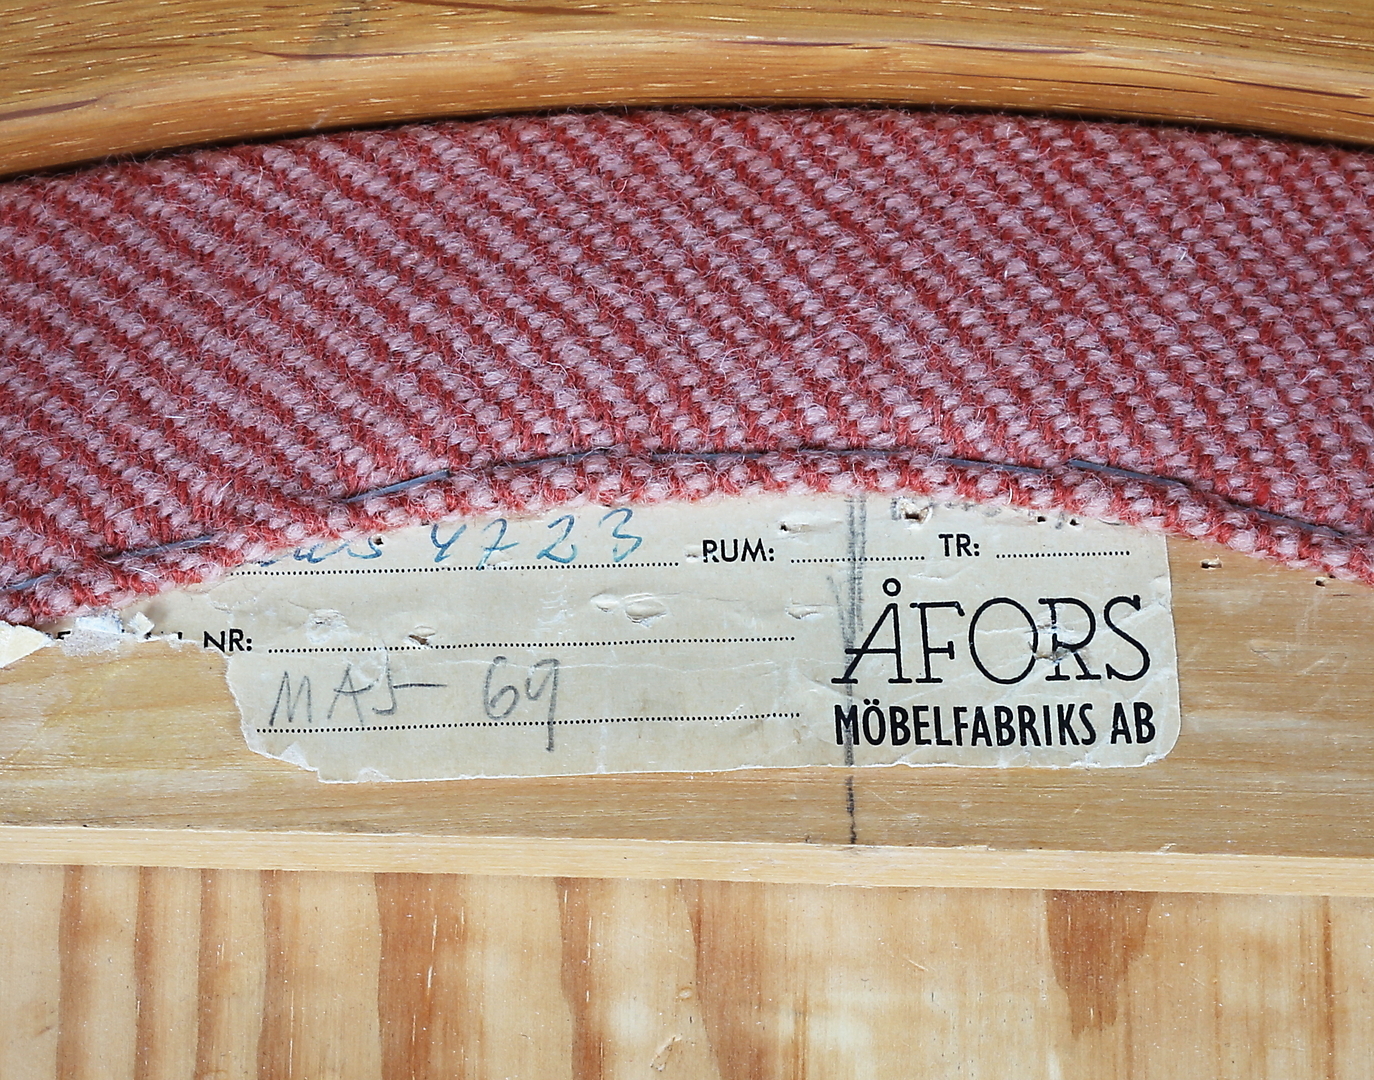 4723 RUM: TR:
NR:
MAJ 69
ÅFORS
MÖBELFABRIKS AB